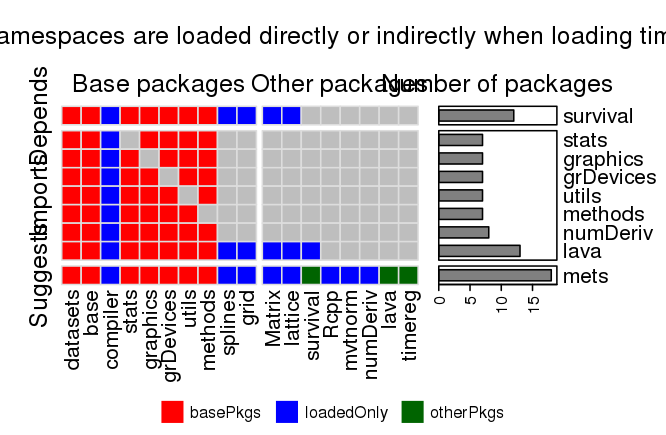 amespaces are loaded directly or indirectly when loading tim
Base packages
Other packages
Number of packages
Depends
Imports
Suggests
survival
stats
graphics
grDevices
utils
methods
numDeriv
lava
mets
datasets
base
compiler
stats
graphics
grDevices
utils
methods
splines
grid
Matrix
lattice
survival
Rcpp
mvtnorm
numDeriv
lava
timereg
0
5
10
15
basePkgs
loadedOnly
otherPkgs